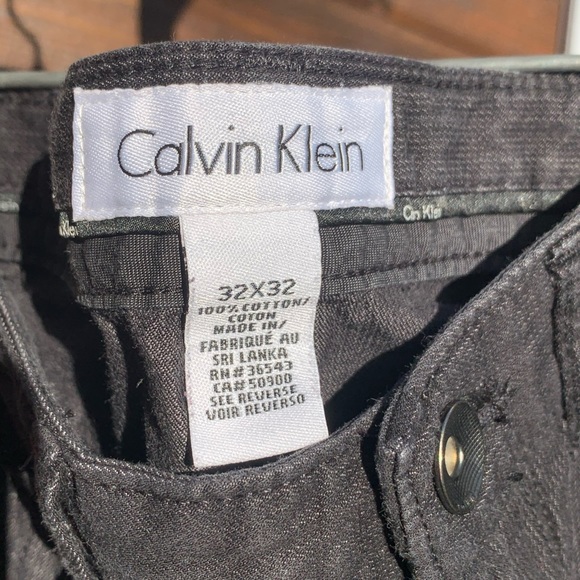 Calvin Klein
32X32
100% COTTON/
COTON
MADE IN/
FABRIQUÉ AU
SRI LANKA
RN# 36543
CA# 50900
SEE REVERSE
VOIR REVERSO